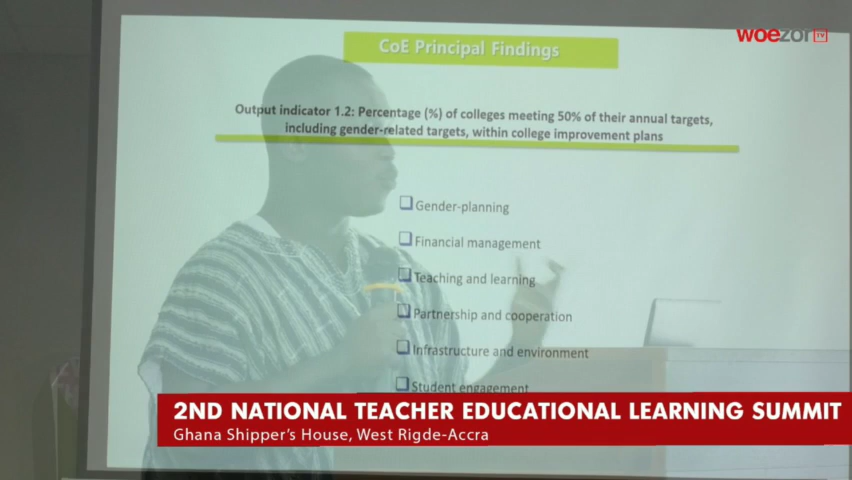 woezor TV
CoE Principal Findings
Output indicator 1.2: Percentage (%) of colleges meeting 50% of their annual targets,
including gender-related targets, within college improvement plans
Gender-planning
Financial management
Teaching and learning
Partnership and cooperation
Infrastructure and environment
Student engagement
2ND NATIONAL TEACHER EDUCATIONAL LEARNING SUMMIT
Ghana Shipper's House, West Rigde-Accra